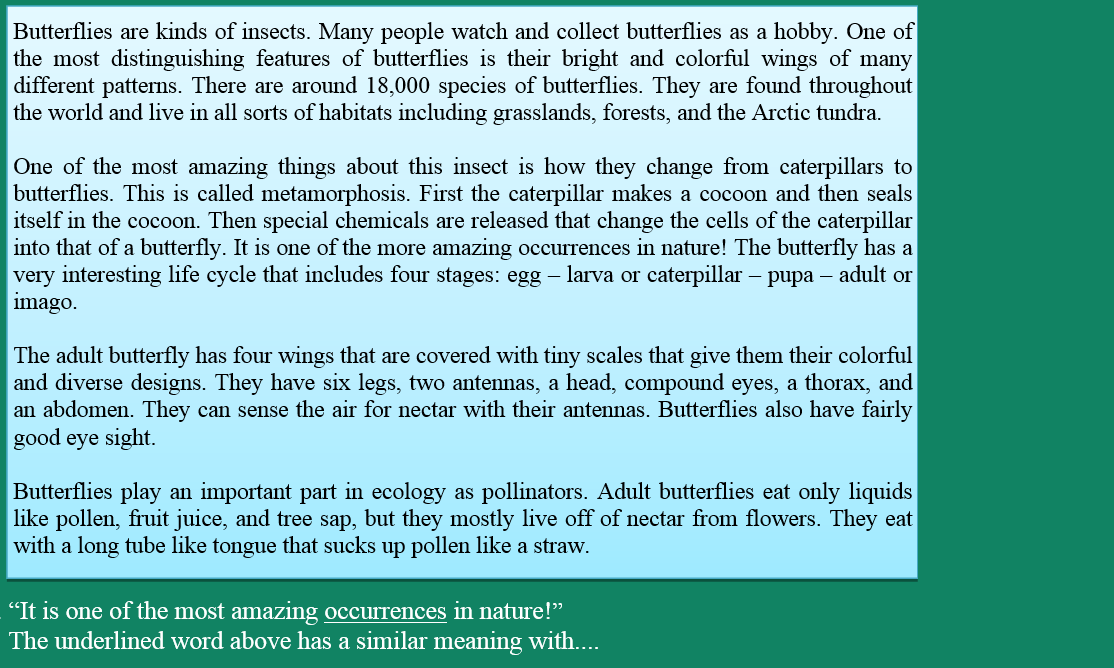 Butterflies are kinds of insects. Many people watch and collect butterflies as a hobby. One of
the most distinguishing features of butterflies is their bright and colorful wings of many
different patterns. There are around 18,000 species of butterflies. They are found throughout
the world and live in all sorts of habitats including grasslands, forests, and the Arctic tundra.
One of the most amazing things about this insect is how they change from caterpillars to
butterflies. This is called metamorphosis. First the caterpillar makes a cocoon and then seals
itself in the cocoon. Then special chemicals are released that change the cells of the caterpillar
into that of a butterfly. It is one of the more amazing occurrences in nature! The butterfly has a
very interesting life cycle that includes four stages: egg – larva or caterpillar – pupa – adult or
imago.
The adult butterfly has four wings that are covered with tiny scales that give them their colorful
and diverse designs. They have six legs, two antennas, a head, compound eyes, a thorax, and
an abdomen. They can sense the air for nectar with their antennas. Butterflies also have fairly
good eye sight.
Butterflies play an important part in ecology as pollinators. Adult butterflies eat only liquids
like pollen, fruit juice, and tree sap, but they mostly live off of nectar from flowers. They eat
with a long tube like tongue that sucks up pollen like a straw.
“It is one of the most amazing occurrences in nature!”
The underlined word above has a similar meaning with....